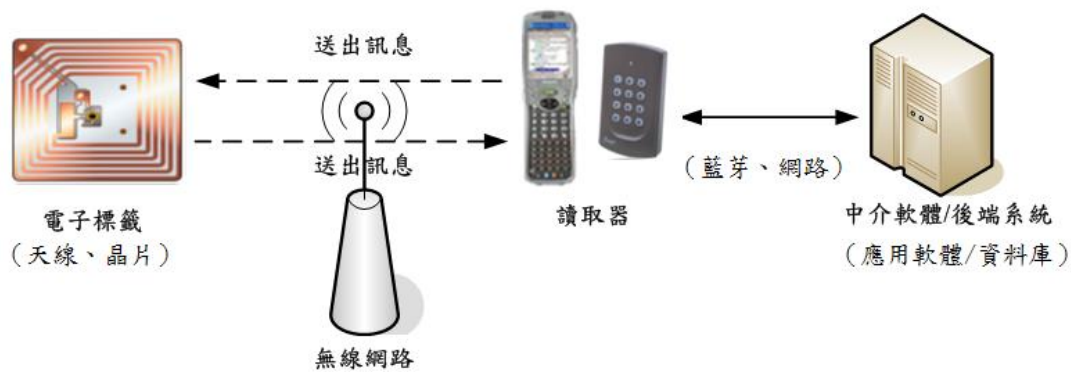 送出訊息
送出訊息
電子標籤
（天線、晶片）
無線網路
讀取器
（藍芽、網路）
中介軟體/後端系統
（應用軟體/資料庫）